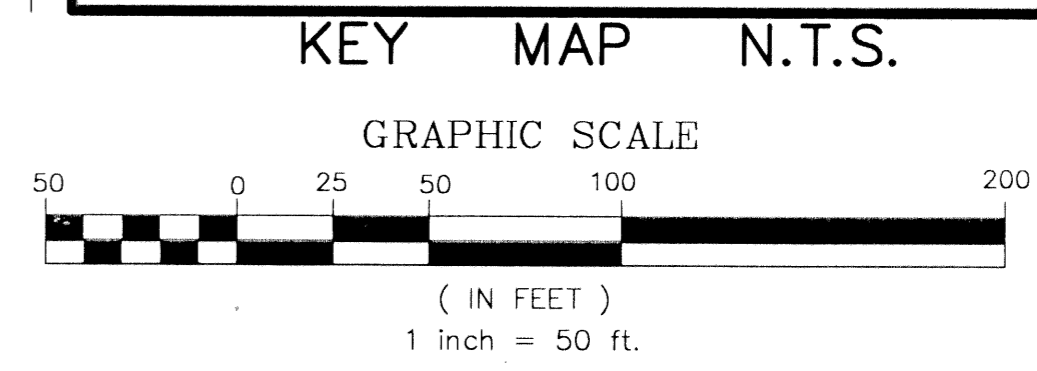 KEY MAP N.T.S.
GRAPHIC SCALE
50 0 25 50 100 200
( IN FEET )
1 inch = 50 ft.